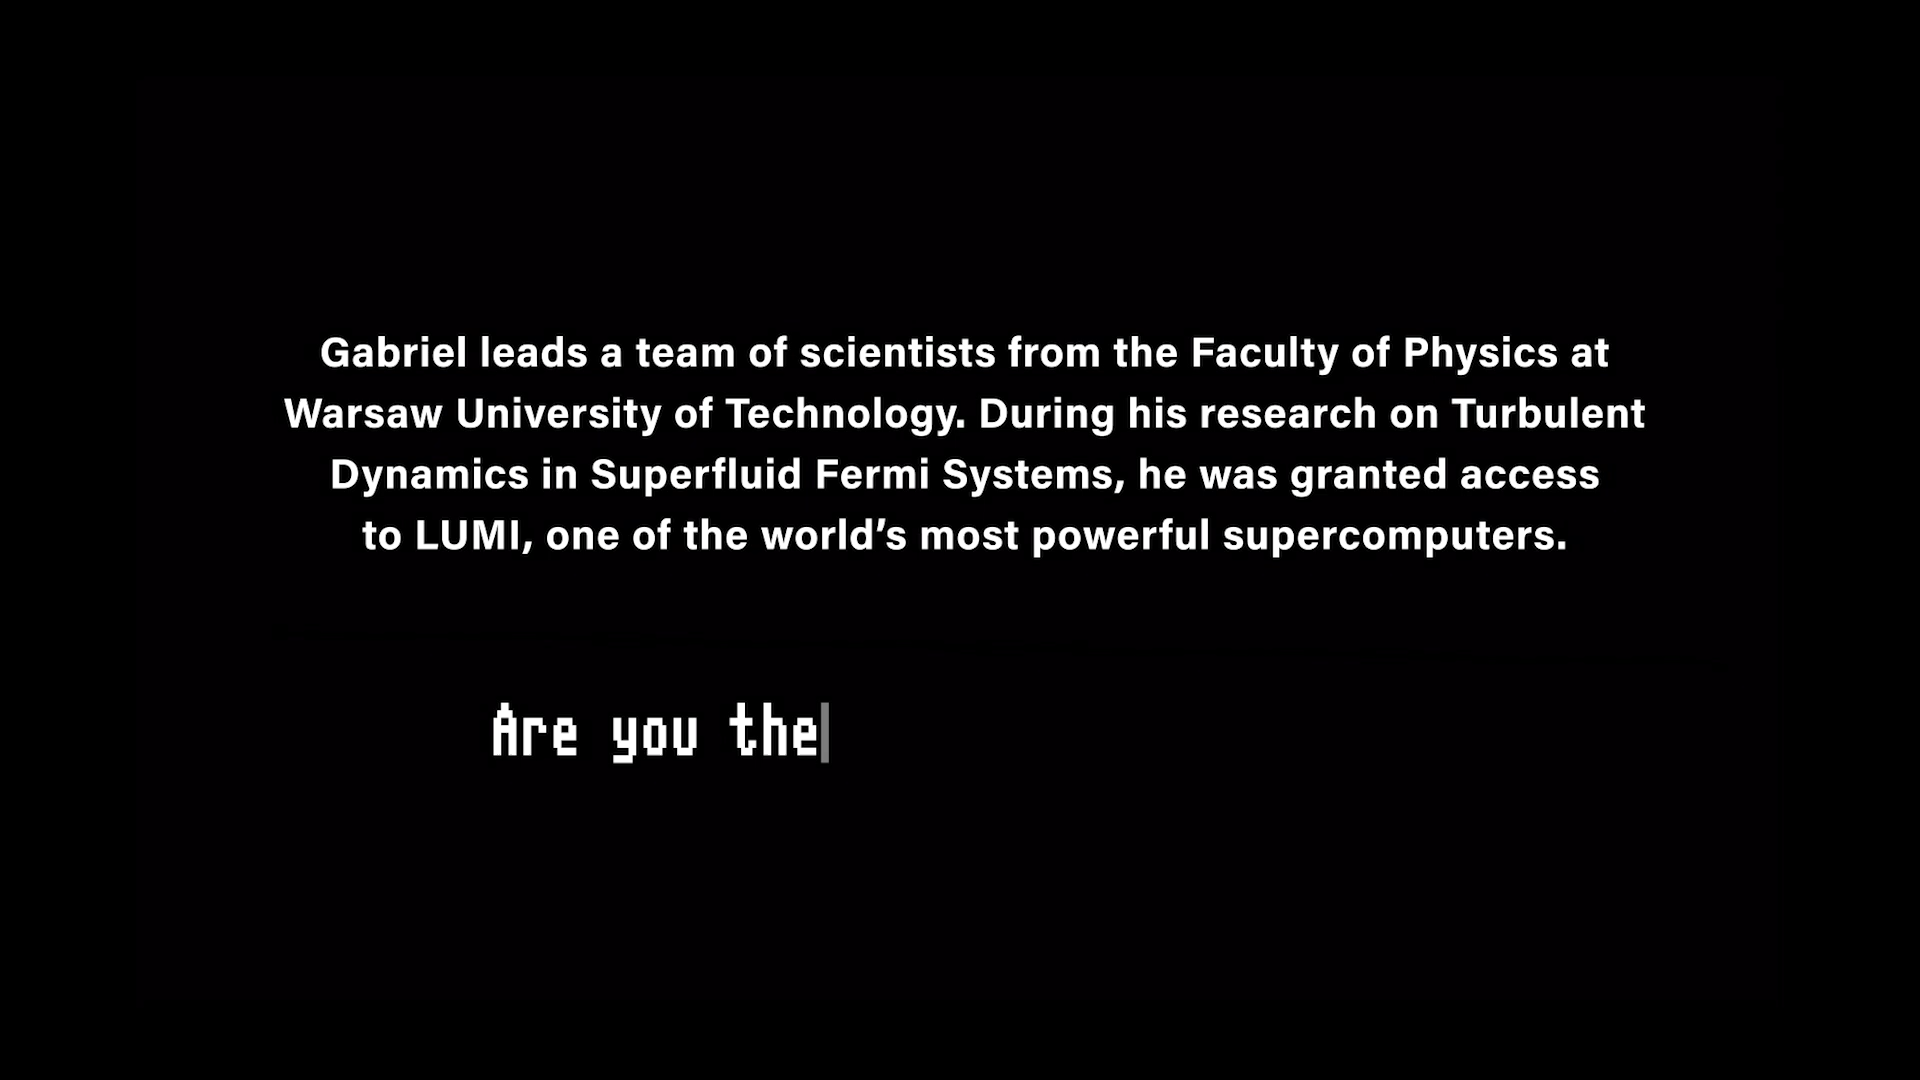 Gabriel leads a team of scientists from the Faculty of Physics at
Warsaw University of Technology. During his research on Turbulent
Dynamics in Superfluid Fermi Systems, he was granted access
to LUMI, one of the world’s most powerful supercomputers.
Are you the